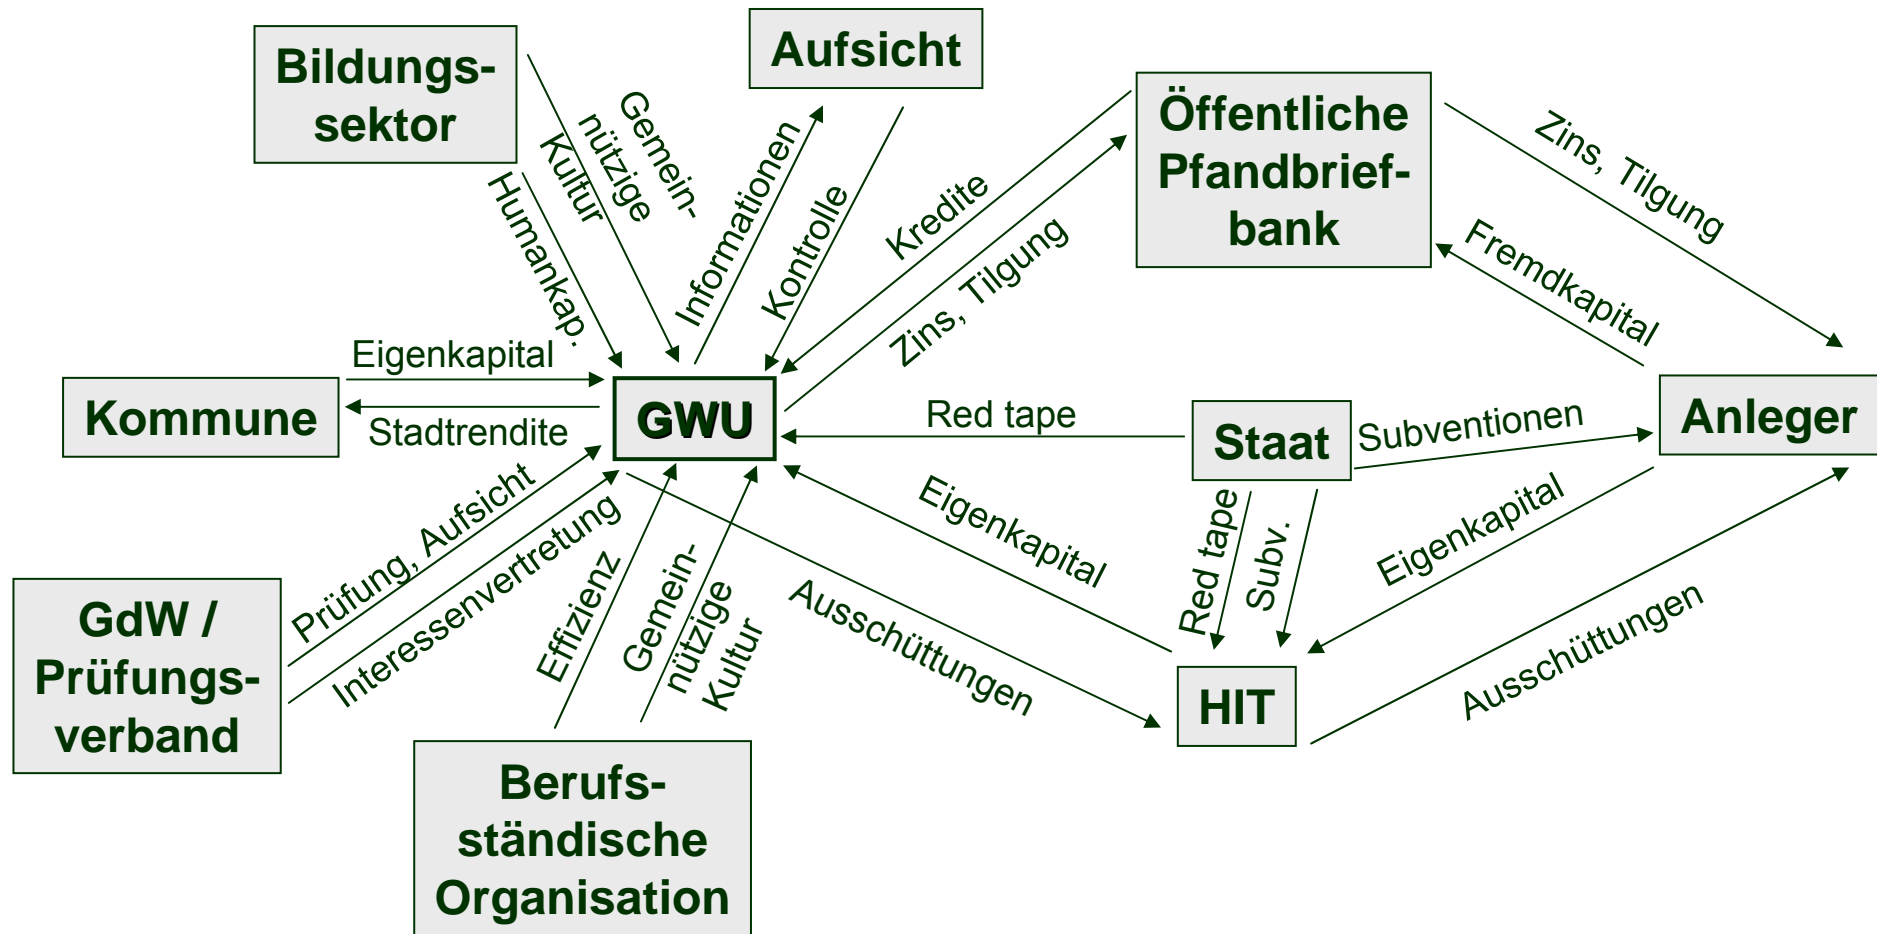 Bildungs-
sektor
Aufsicht
Öffentliche
Pfandbrief-
bank
Gemein-
nützige
Kultur
Humankap.
Informationen
Kontrolle
Kredite
Zins, Tilgung
Zins, Tilgung
Fremdkapital
Eigenkapital
Kommune
Stadtrendite
GWU
Red tape
Staat
Subventionen
Anleger
Prüfung, Aufsicht
Interessenvertretung
Effizienz
Gemein-
nützige
Kultur
Eigenkapital
Ausschüttungen
Red tape
Subv.
Eigenkapital
Ausschüttungen
GdW /
Prüfungs-
verband
HIT
Berufs-
ständische
Organisation